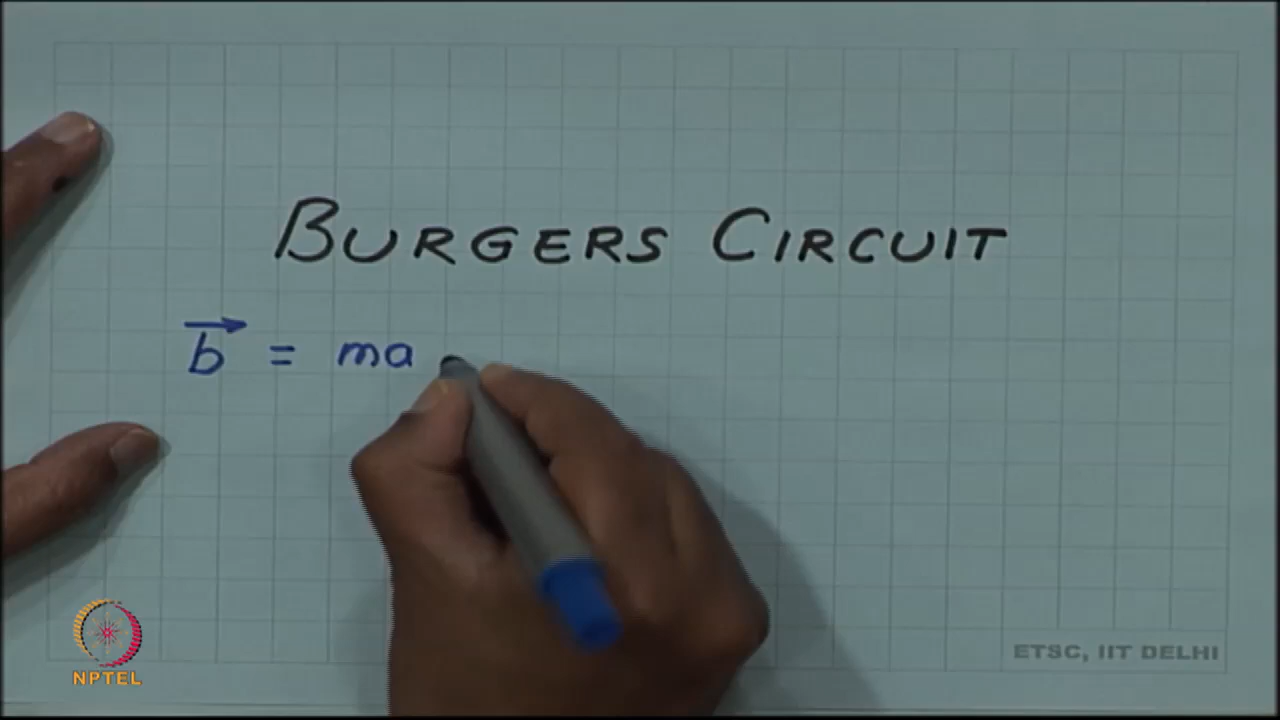 BURGERS CIRCUIT
b⃗ = ma
NPTEL
ETSC, IIT DELHI